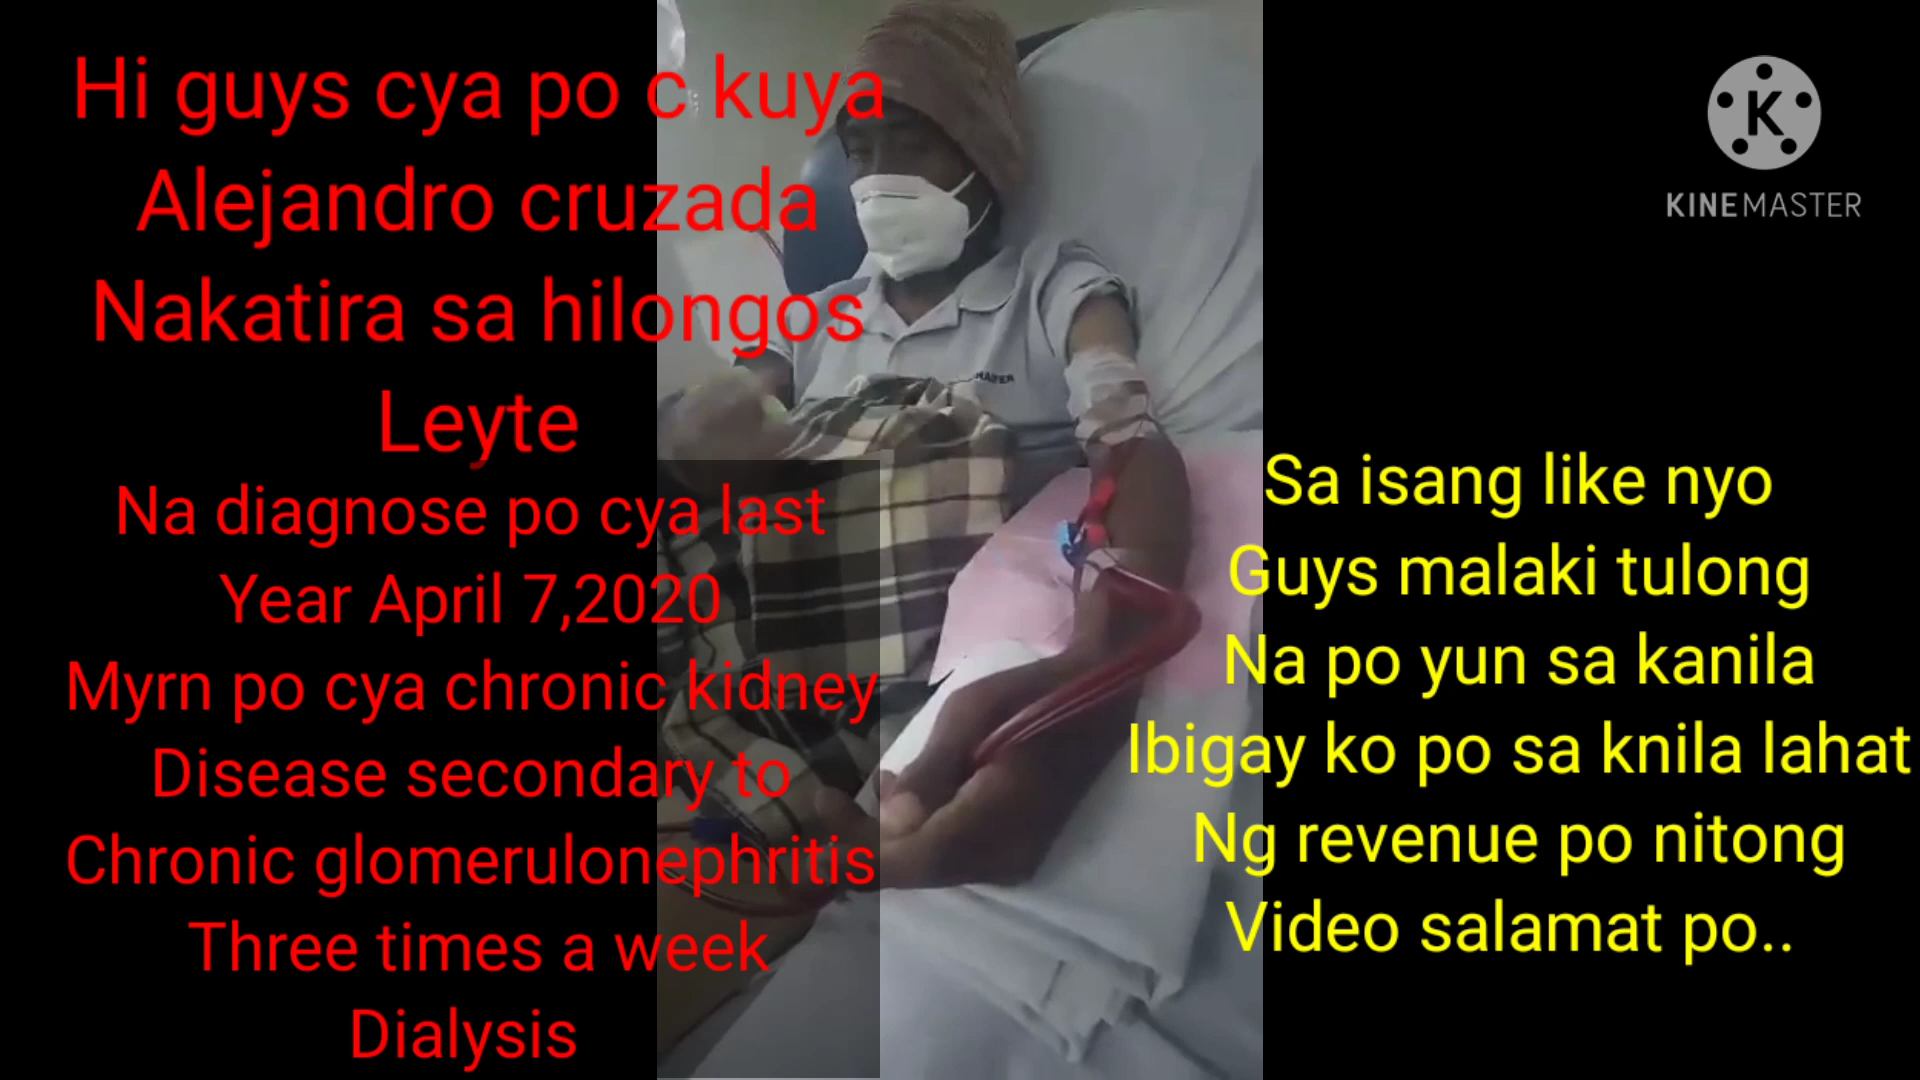 Hi guys cya po c kuya
Alejandro cruzada
Nakatira sa hilongos
Leyte
Na diagnose po cya last
Year April 7,2020
Myrn po cya chronic kidney
Disease secondary to
Chronic glomerulonephritis
Three times a week
Dialysis
K
KINEMASTER
Sa isang like nyo
Guys malaki tulong
Na po yun sa kanila
Ibigay ko po sa knila lahat
Ng revenue po nitong
Video salamat po..